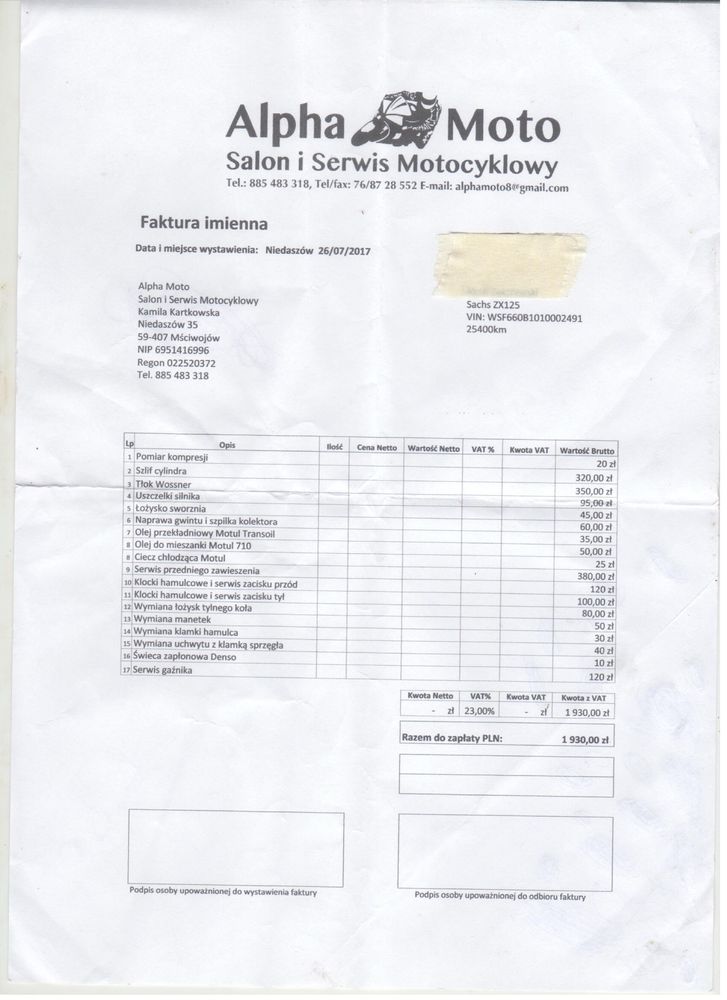 Alpha Moto
Salon i Serwis Motocyklowy
Tel.: 885 483 318, Tel/fax: 76/87 28 552 E-mail: alphamoto8@gmail.com
Faktura imienna
Data i miejsce wystawienia: Niedaszów 26/07/2017
Alpha Moto
Salon i Serwis Motocyklowy
Kamila Kartkowska
Niedaszów 35
59-407 Mściwojów
NIP 6951416996
Regon 022520372
Tel. 885 483 318
Sachs ZX125
VIN: WSF660B1010002491
25400km
Lp Opis Ilość Cena Netto Wartość Netto VAT % Kwota VAT Wartość Brutto
1 Pomiar kompresji 20 zł
2 Szlif cylindra 320,00 zł
3 Tłok Wossner 350,00 zł
4 Uszczelki silnika 95,00 zł
5 Łożysko sworznia 45,00 zł
6 Naprawa gwintu i szpilka kolektora 60,00 zł
7 Olej przekładniowy Motul Transoil 35,00 zł
8 Olej do mieszanki Motul 710 50,00 zł
8 Ciecz chłodząca Motul 25 zł
9 Serwis przedniego zawieszenia 380,00 zł
10 Klocki hamulcowe i serwis zacisku przód 120 zł
11 Klocki hamulcowe i serwis zacisku tył 100,00 zł
12 Wymiana łożysk tylnego koła 80,00 zł
13 Wymiana manetek 50 zł
14 Wymiana klamki hamulca 30 zł
15 Wymiana uchwytu z klamką sprzęgła 40 zł
16 Świeca zapłonowa Denso 10 zł
17 Serwis gaźnika 120 zł
Kwota Netto VAT% Kwota VAT Kwota z VAT
- zł 23,00% - zł 1 930,00 zł
Razem do zapłaty PLN: 1 930,00 zł
Podpis osoby upoważnionej do wystawienia faktury
Podpis osoby upoważnionej do odbioru faktury